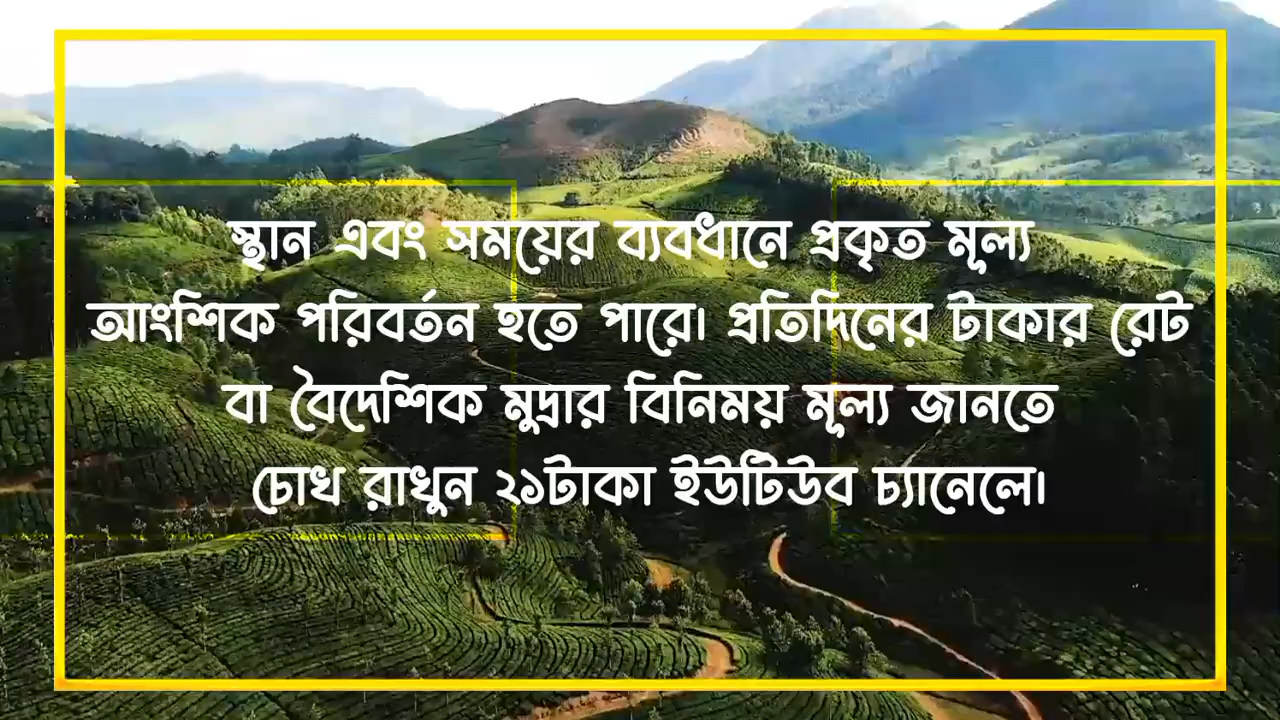 স্থান এবং সময়ের ব্যবধানে প্রকৃত মূল্য
আংশিক পরিবর্তন হতে পারে। প্রতিদিনের টাকার রেট
বা বৈদেশিক মুদ্রার বিনিময় মূল্য জানতে
চোখ রাখুন ২১টাকা ইউটিউব চ্যানেলে।